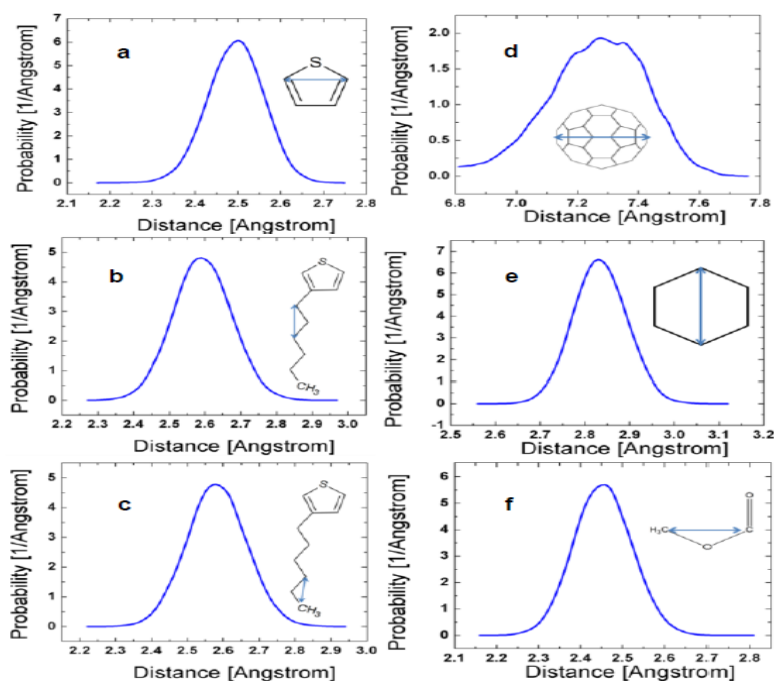 a
Probability [1/Angstrom]
7
6
5
4
3
2
1
0
S
2.1 2.2 2.3 2.4 2.5 2.6 2.7 2.8
Distance [Angstrom]
d
Probability [1/Angstrom]
2.0
1.5
1.0
0.5
0.0
6.8 7.0 7.2 7.4 7.6 7.8
Distance [Angstrom]
b
Probability [1/Angstrom]
5
4
3
2
1
0
S
CH3
2.2 2.3 2.4 2.5 2.6 2.7 2.8 2.9 3.0
Distance [Angstrom]
e
Probability [1/Angstrom]
7
6
5
4
3
2
1
0
-1
2.5 2.6 2.7 2.8 2.9 3.0 3.1 3.2
Distance [Angstrom]
c
Probability [1/Angstrom]
5
4
3
2
1
0
S
CH3
2.2 2.3 2.4 2.5 2.6 2.7 2.8 2.9 3.0
Distance [Angstrom]
f
Probability [1/Angstrom]
6
5
4
3
2
1
0
O
H3C
C
O
2.1 2.2 2.3 2.4 2.5 2.6 2.7 2.8
Distance [Angstrom]